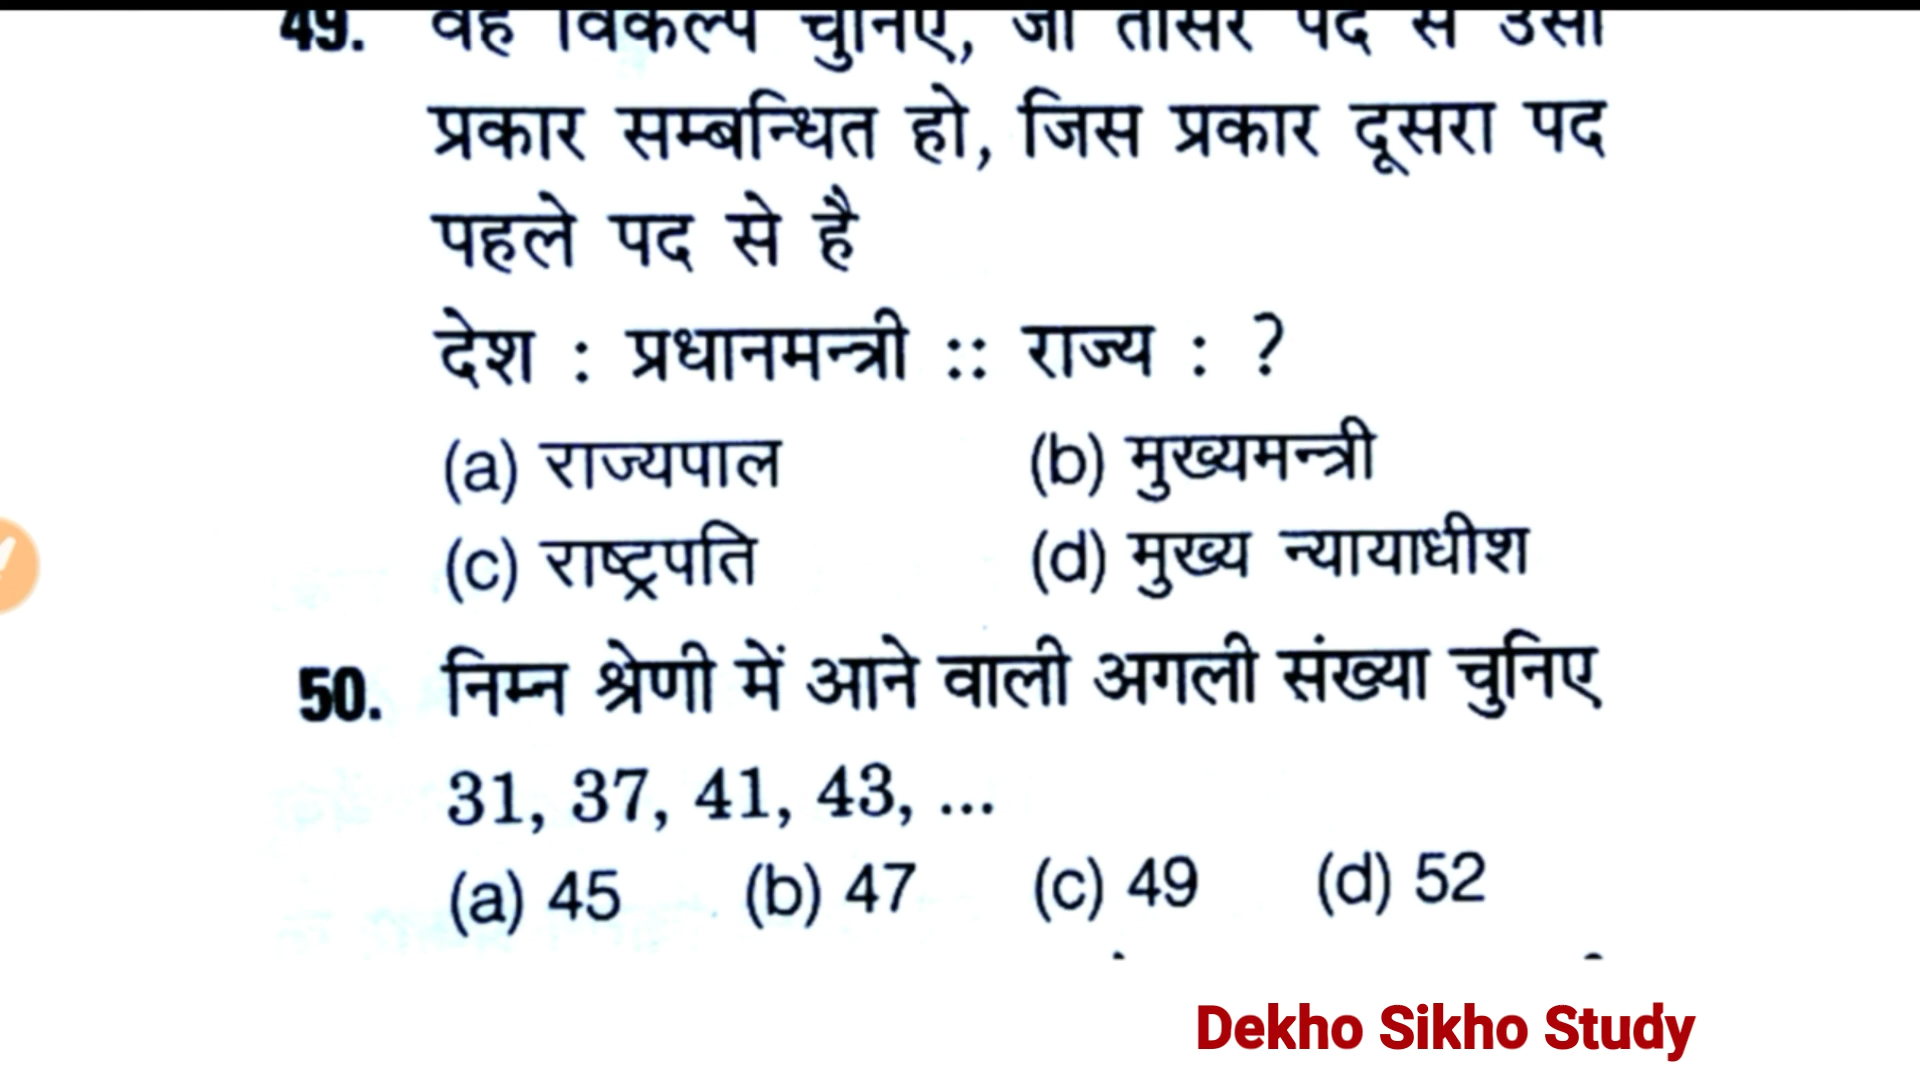 49. वह विकल्प चुनिए, जो तीसरे पद से उसी
प्रकार सम्बन्धित हो, जिस प्रकार दूसरा पद
पहले पद से है
देश : प्रधानमन्त्री :: राज्य : ?
(a) राज्यपाल (b) मुख्यमन्त्री
(c) राष्ट्रपति (d) मुख्य न्यायाधीश
50. निम्न श्रेणी में आने वाली अगली संख्या चुनिए
31, 37, 41, 43, ...
(a) 45 (b) 47 (c) 49 (d) 52
Dekho Sikho Study